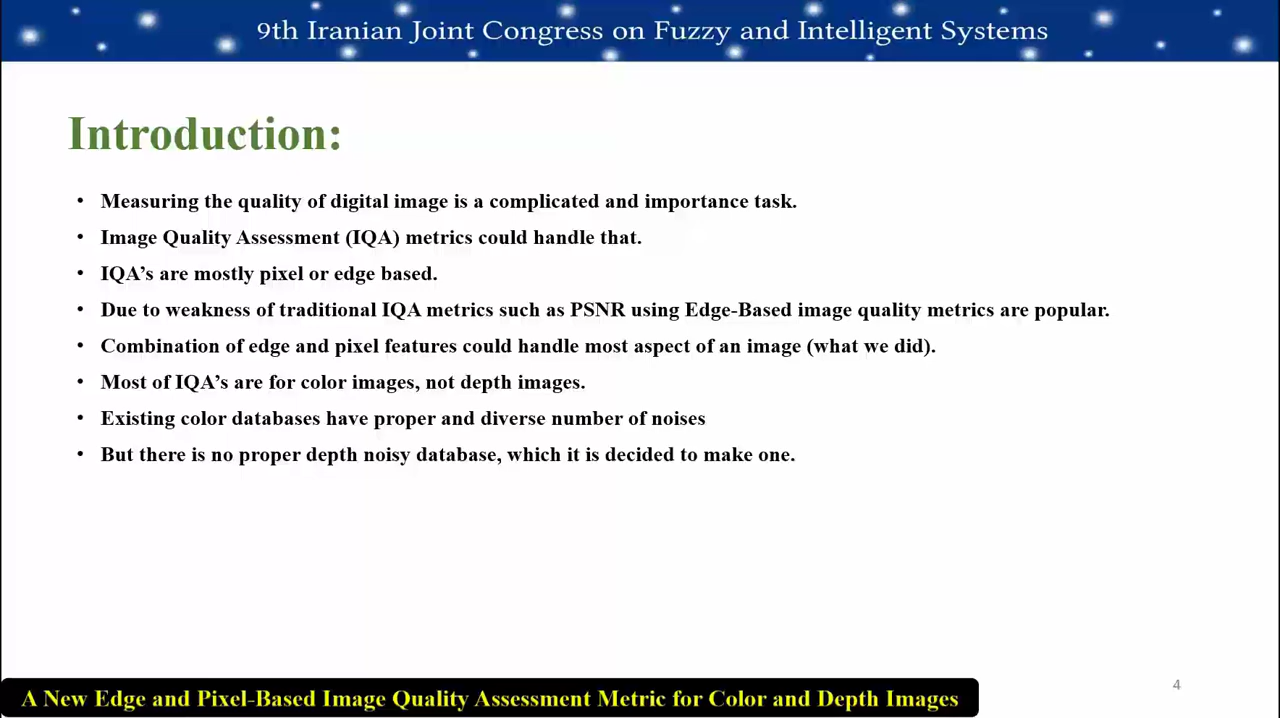 9th Iranian Joint Congress on Fuzzy and Intelligent Systems
Introduction:
• Measuring the quality of digital image is a complicated and importance task.
• Image Quality Assessment (IQA) metrics could handle that.
• IQA’s are mostly pixel or edge based.
• Due to weakness of traditional IQA metrics such as PSNR using Edge-Based image quality metrics are popular.
• Combination of edge and pixel features could handle most aspect of an image (what we did).
• Most of IQA’s are for color images, not depth images.
• Existing color databases have proper and diverse number of noises
• But there is no proper depth noisy database, which it is decided to make one.
4
A New Edge and Pixel-Based Image Quality Assessment Metric for Color and Depth Images